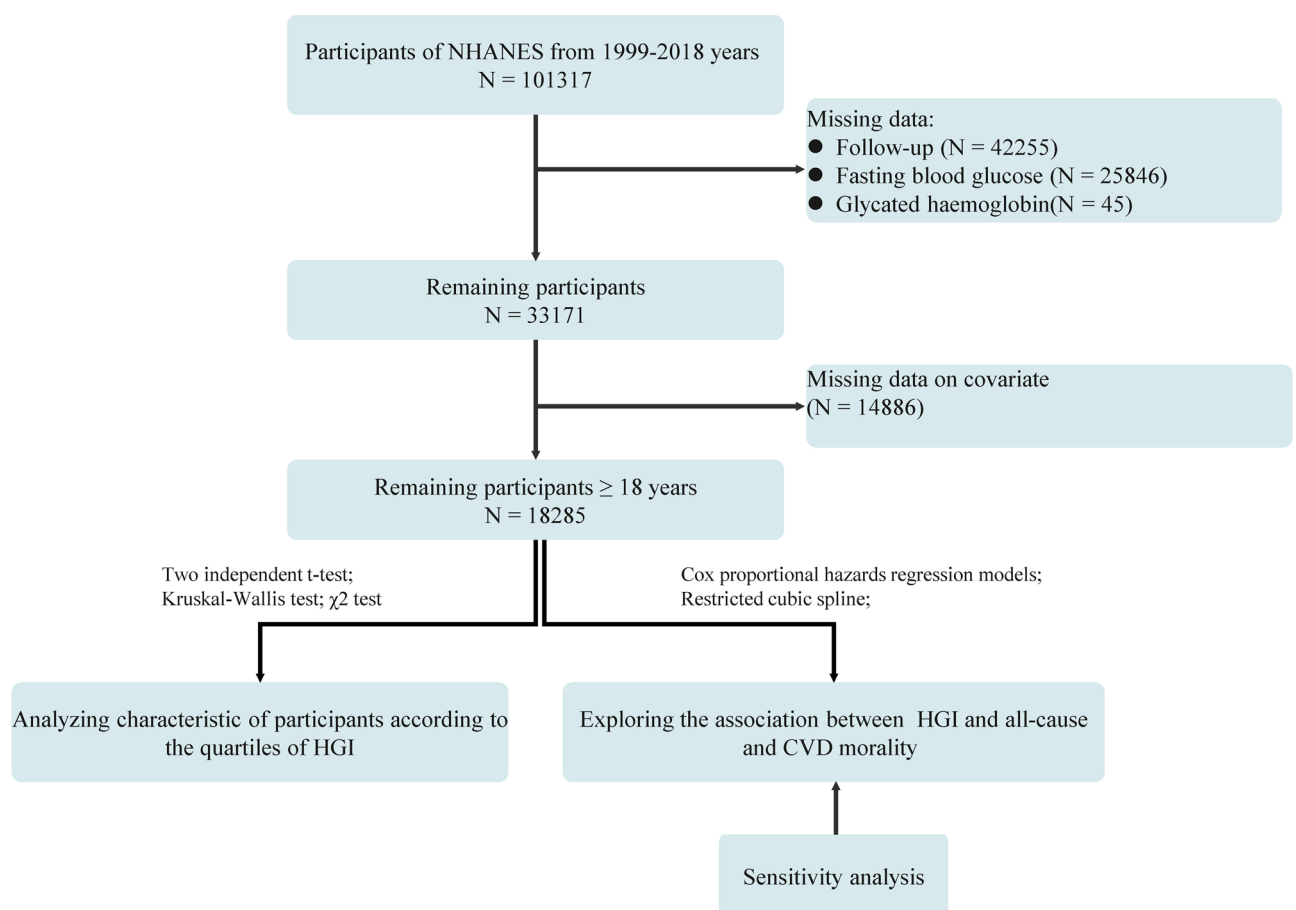 Participants of NHANES from 1999-2018 years
N = 101317
Missing data:
● Follow-up (N = 42255)
● Fasting blood glucose (N = 25846)
● Glycated haemoglobin(N = 45)
Remaining participants
N = 33171
Missing data on covariate
(N = 14886)
Remaining participants ≥ 18 years
N = 18285
Two independent t-test;
Kruskal-Wallis test; χ2 test
Cox proportional hazards regression models;
Restricted cubic spline;
Analyzing characteristic of participants according to
the quartiles of HGI
Exploring the association between HGI and all-cause
and CVD morality
Sensitivity analysis